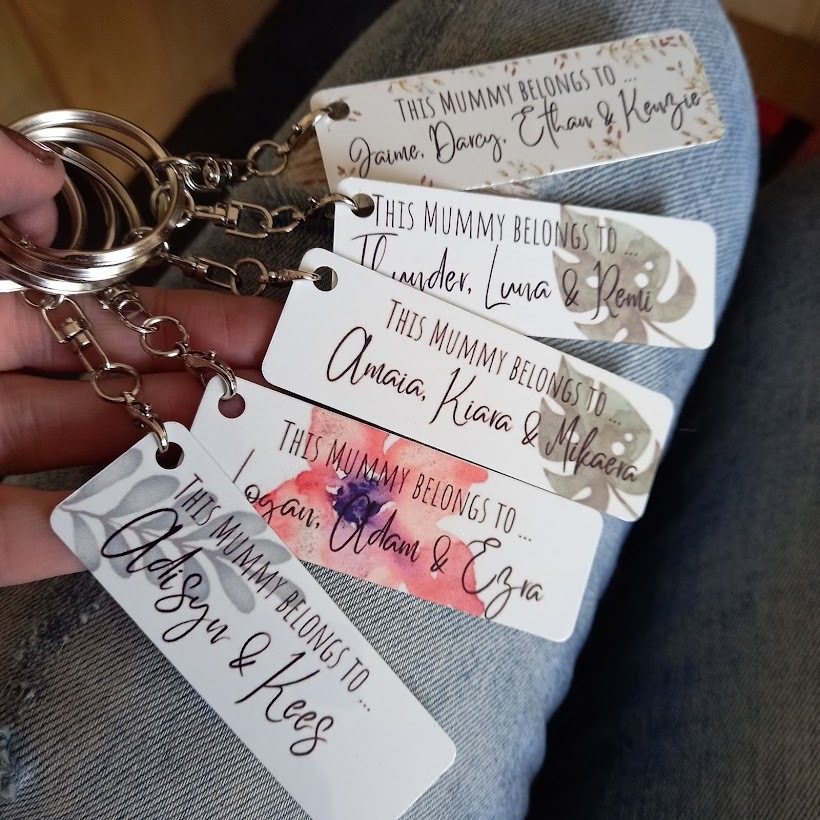 This Mummy belongs to ...
Jaime, Darcy, Ethan & Kenzie
This Mummy belongs to ...
Thunder, Luna & Remi
This Mummy belongs to ...
Amaia, Kiara & Mikaera
This Mummy belongs to ...
Logan, Adam & Ezra
This Mummy belongs to ...
Adisyn & Kees